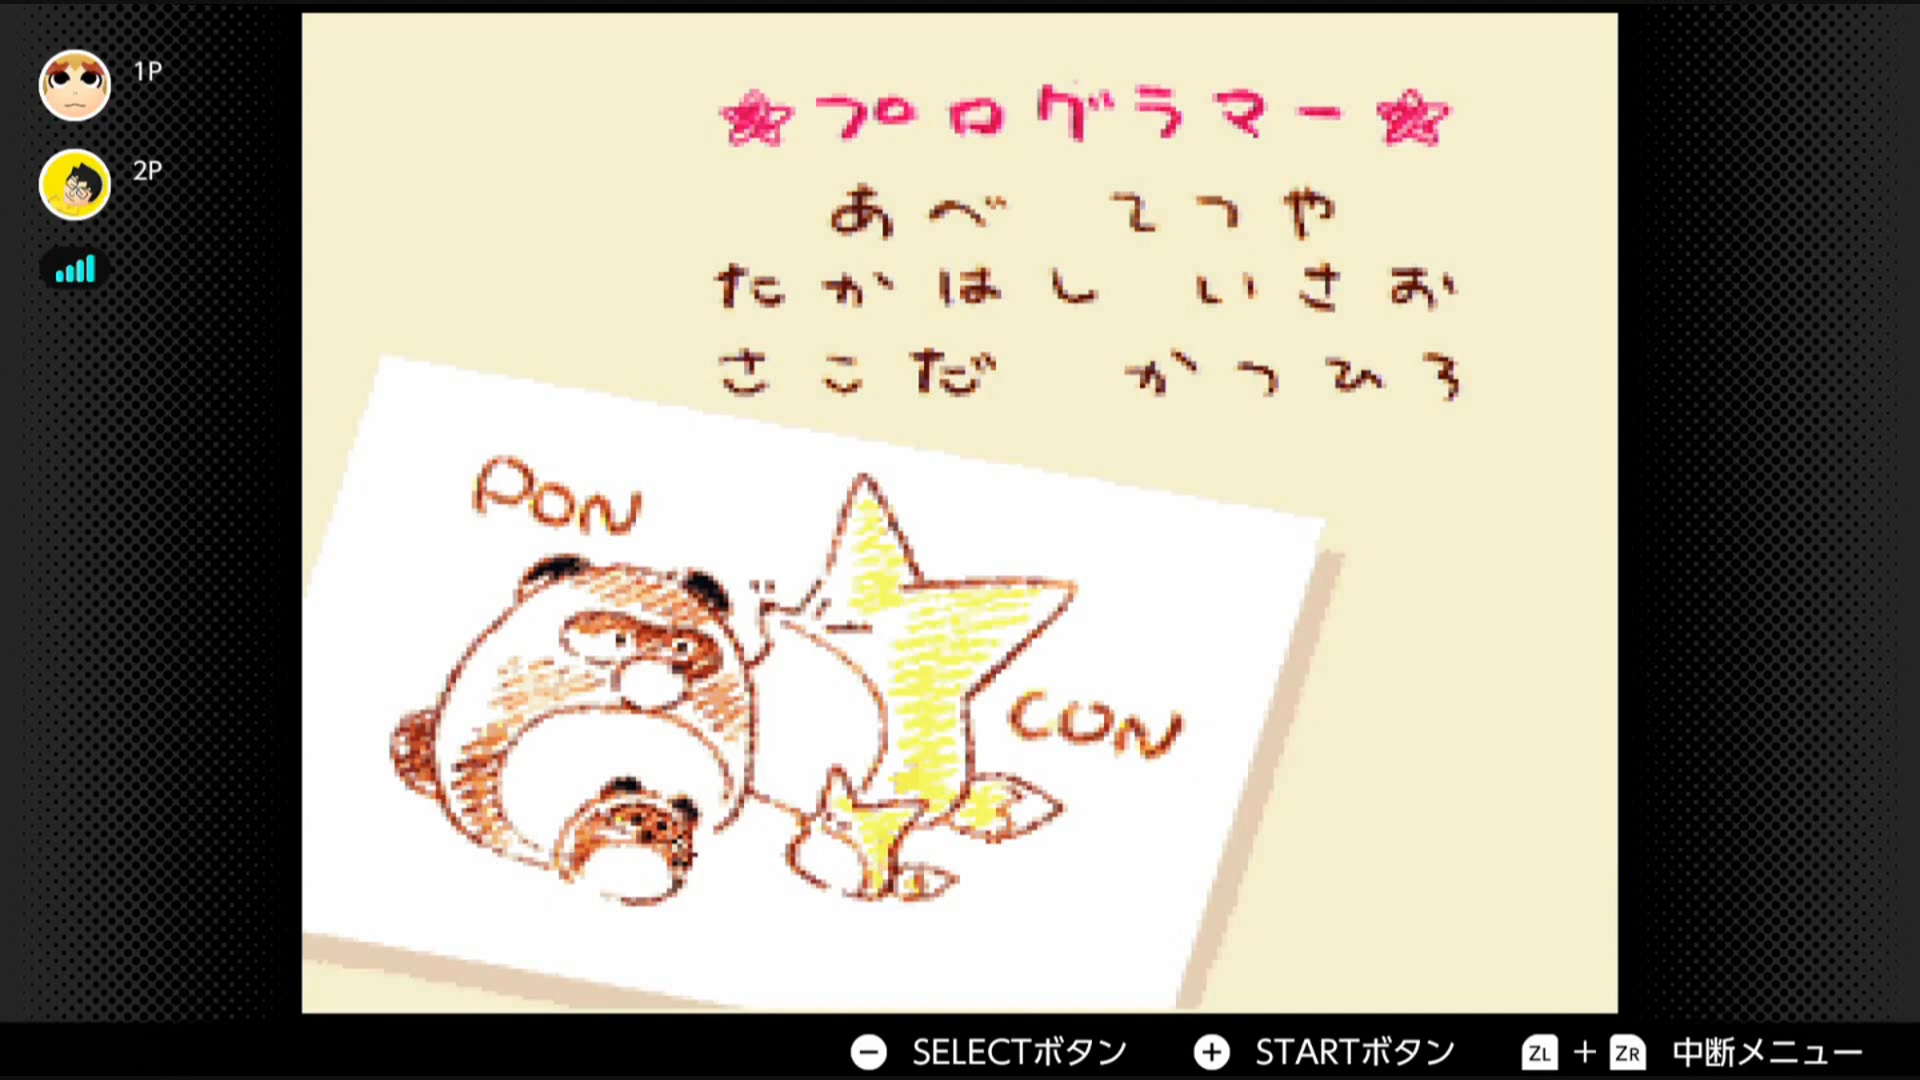 1P
2P
★プログラマー★
あべ てつや
たかはし いさお
さこだ かつひろ
PON
CON
− SELECTボタン + STARTボタン ZL + ZR 中断メニュー